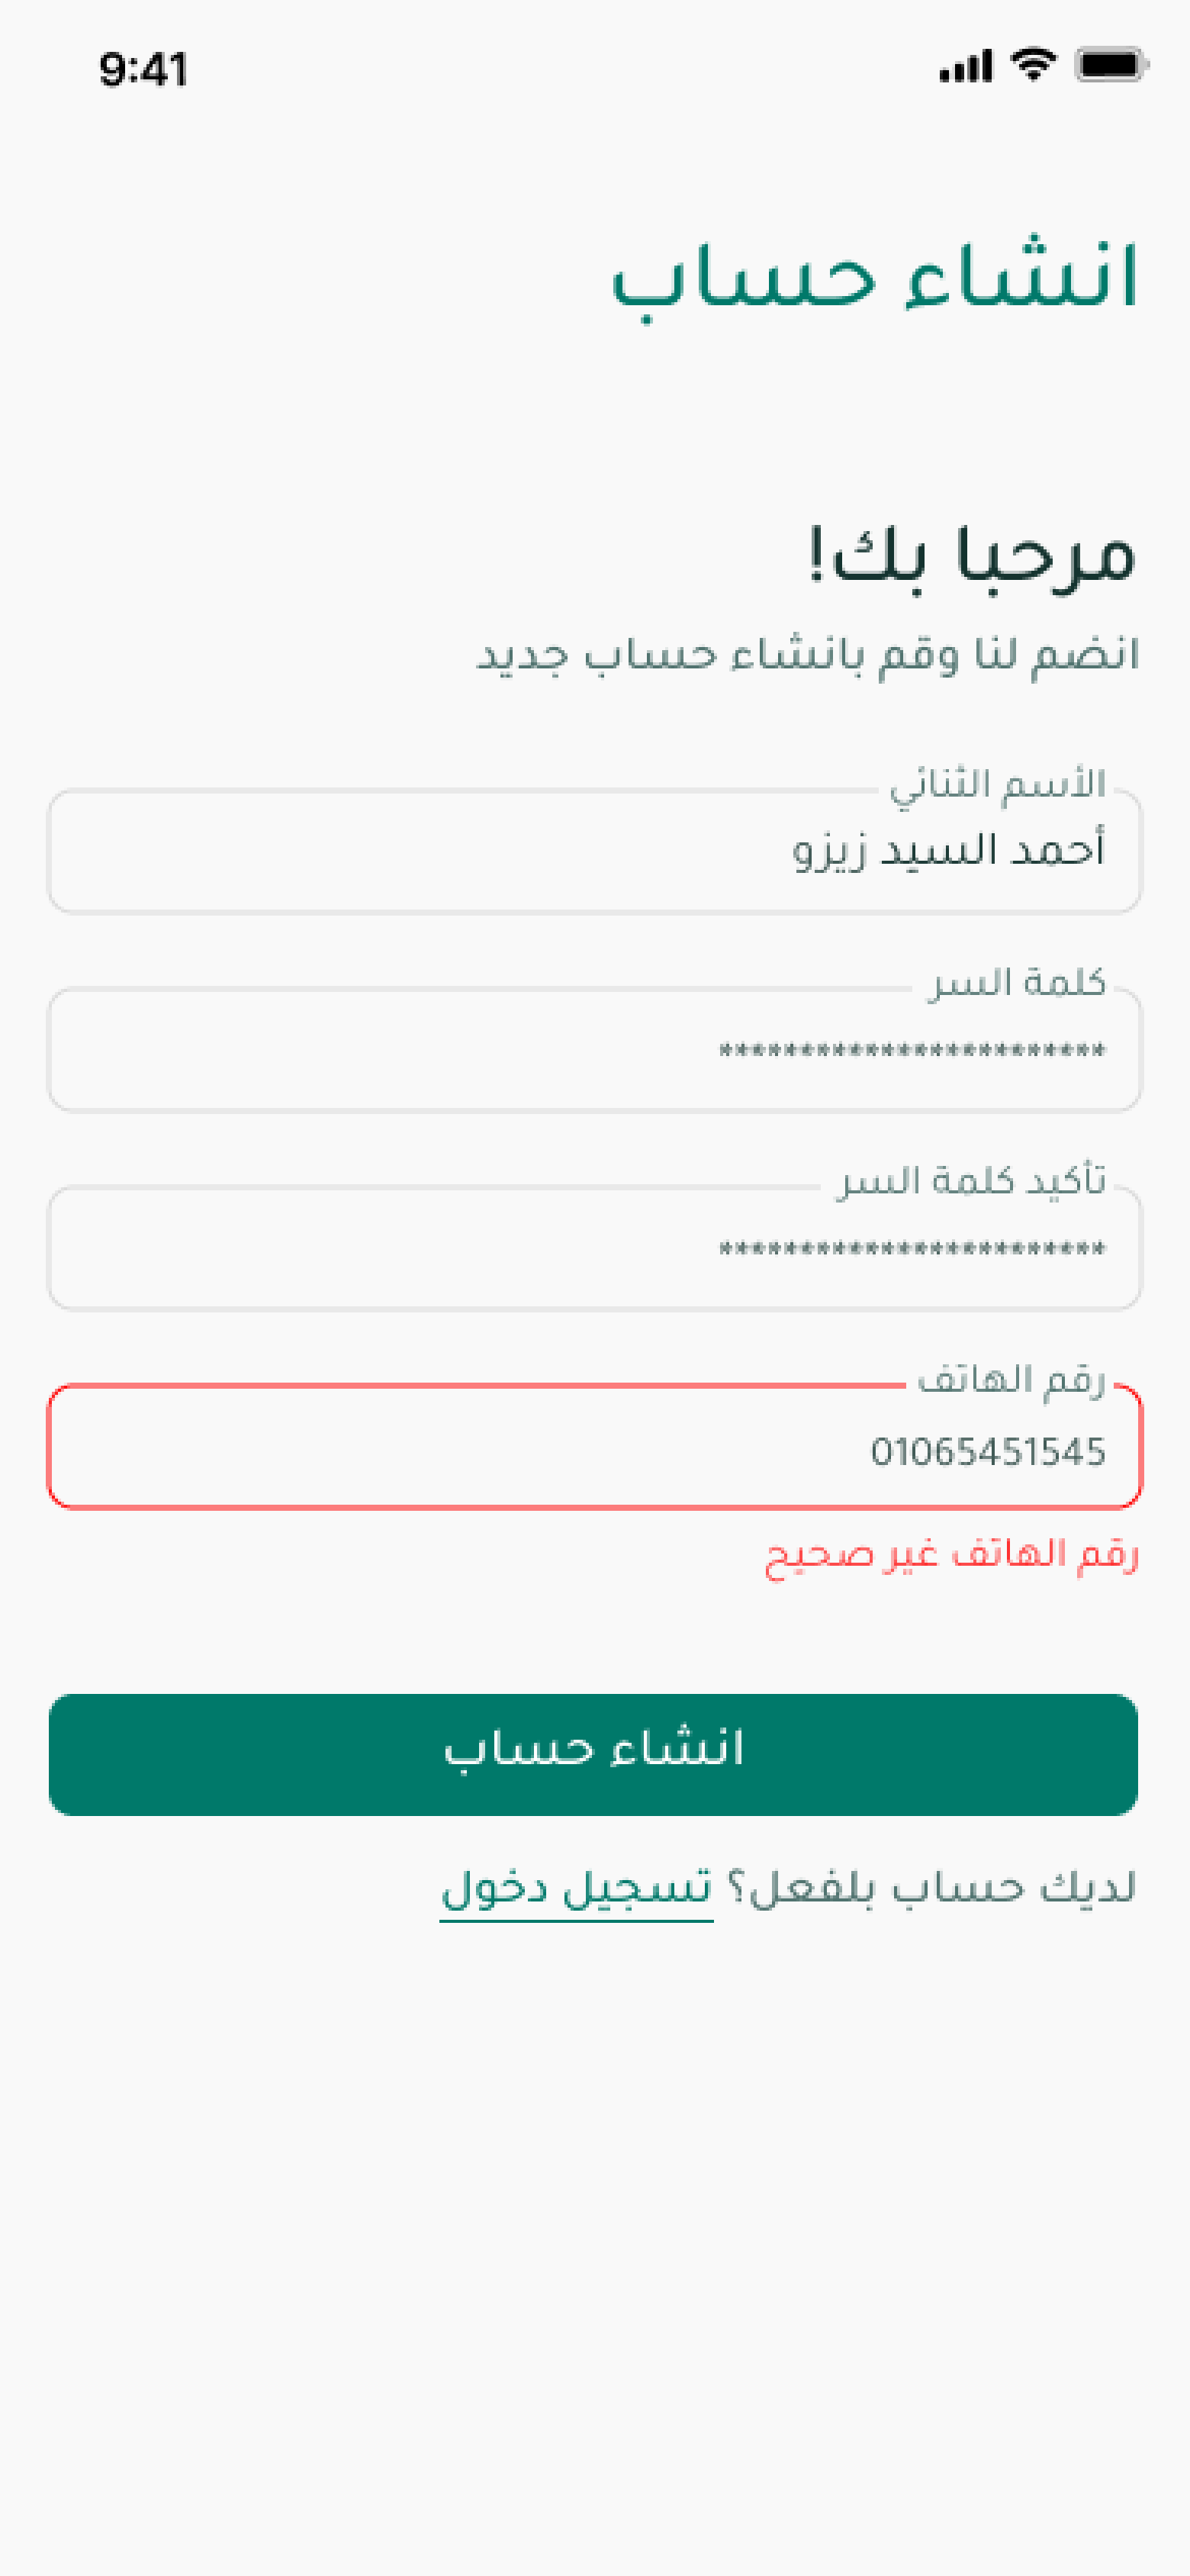 9:41
انشاء حساب
مرحبا بك!
انضم لنا وقم بانشاء حساب جديد
الأسم الثنائي
أحمد السيد زيزو
كلمة السر
************************
تأكيد كلمة السر
************************
رقم الهاتف
01065451545
رقم الهاتف غير صحيح
انشاء حساب
لديك حساب بلفعل؟ تسجيل دخول